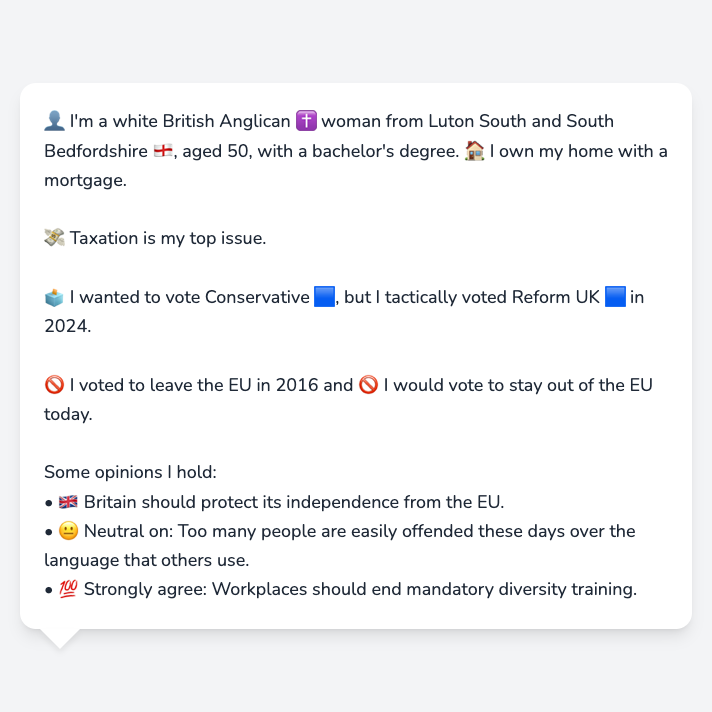 👤 I'm a white British Anglican ✝️ woman from Luton South and South
Bedfordshire 🏴󠁧󠁢󠁥󠁮󠁧󠁿, aged 50, with a bachelor's degree. 🏠 I own my home with a
mortgage.
💸 Taxation is my top issue.
🗳️ I wanted to vote Conservative 🟦, but I tactically voted Reform UK 🟦 in
2024.
🚫 I voted to leave the EU in 2016 and 🚫 I would vote to stay out of the EU
today.
Some opinions I hold:
• 🇬🇧 Britain should protect its independence from the EU.
• 😐 Neutral on: Too many people are easily offended these days over the
language that others use.
• 💯 Strongly agree: Workplaces should end mandatory diversity training.